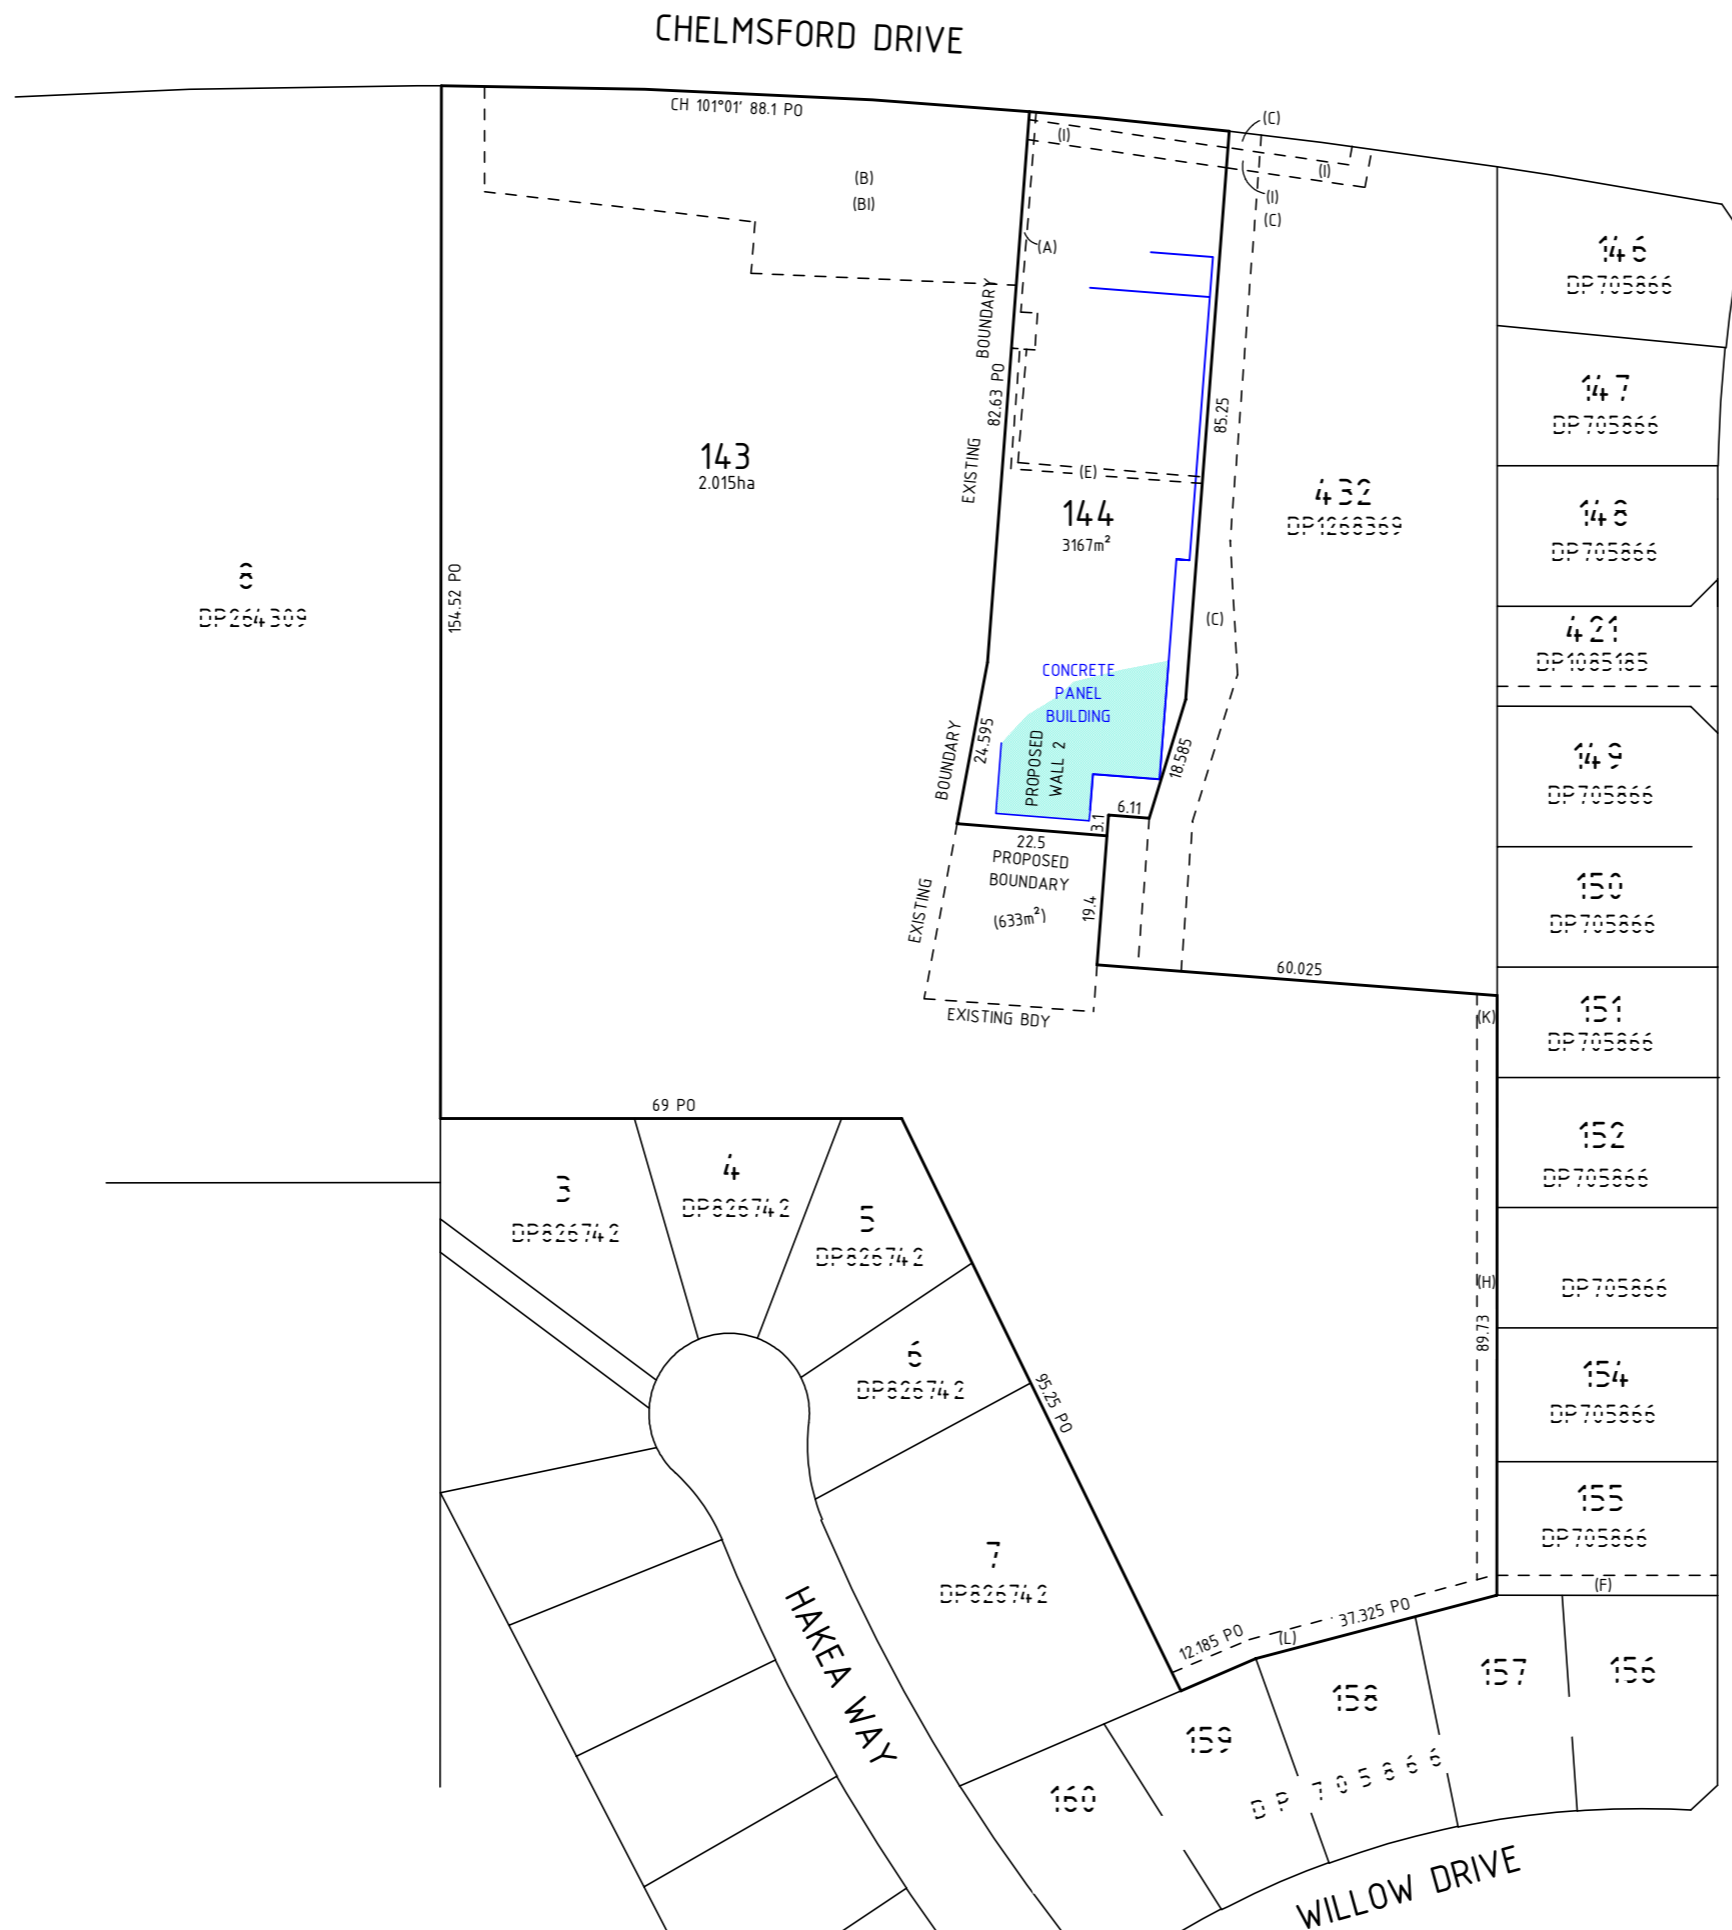 CHELMSFORD DRIVE
CH 101°01' 88.1 PO
(C)
(I)
(I)
(B)
(BI)
(I)
(C)
(A)
146
DP705866
BOUNDARY
82.63 PO
EXISTING
85.25
147
DP705866
143
2.015ha
(E)
144
3167m²
432
DP1268369
148
DP705866
8
DP264309
154.52 PO
(C)
421
DP1085185
CONCRETE
PANEL
BUILDING
PROPOSED
WALL 2
BOUNDARY
24.595
18.585
149
DP705866
6.11
3.1
22.5
PROPOSED
BOUNDARY
(633m²)
EXISTING
19.4
150
DP705866
60.025
EXISTING BDY
(K)
151
DP705866
69 PO
152
DP705866
3
DP826742
4
DP826742
5
DP826742
(H)
DP705866
89.73
6
DP826742
95.25 PO
154
DP705866
155
DP705866
7
DP826742
(F)
37.325 PO
12.185 PO
(L)
HAKEA WAY
157
156
158
159
160
DP 705866
WILLOW DRIVE